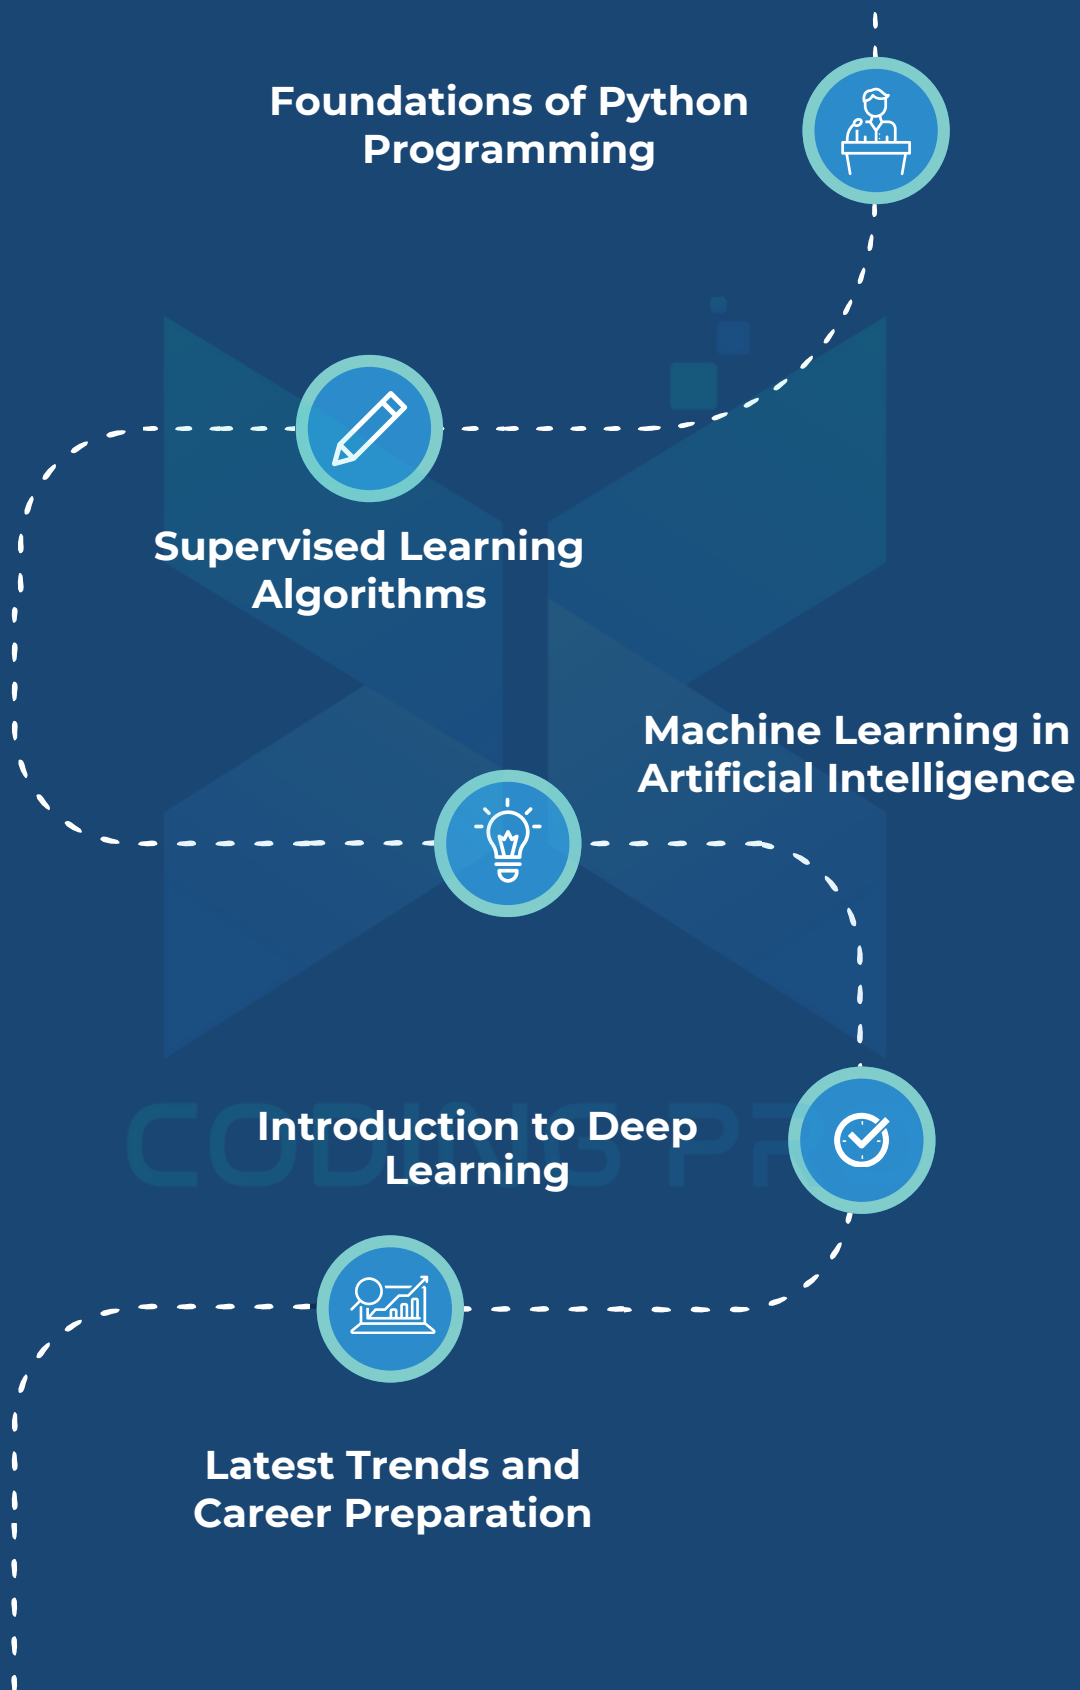 Foundations of Python
Programming
Supervised Learning
Algorithms
Machine Learning in
Artificial Intelligence
Introduction to Deep
Learning
CODING
Latest Trends and
Career Preparation